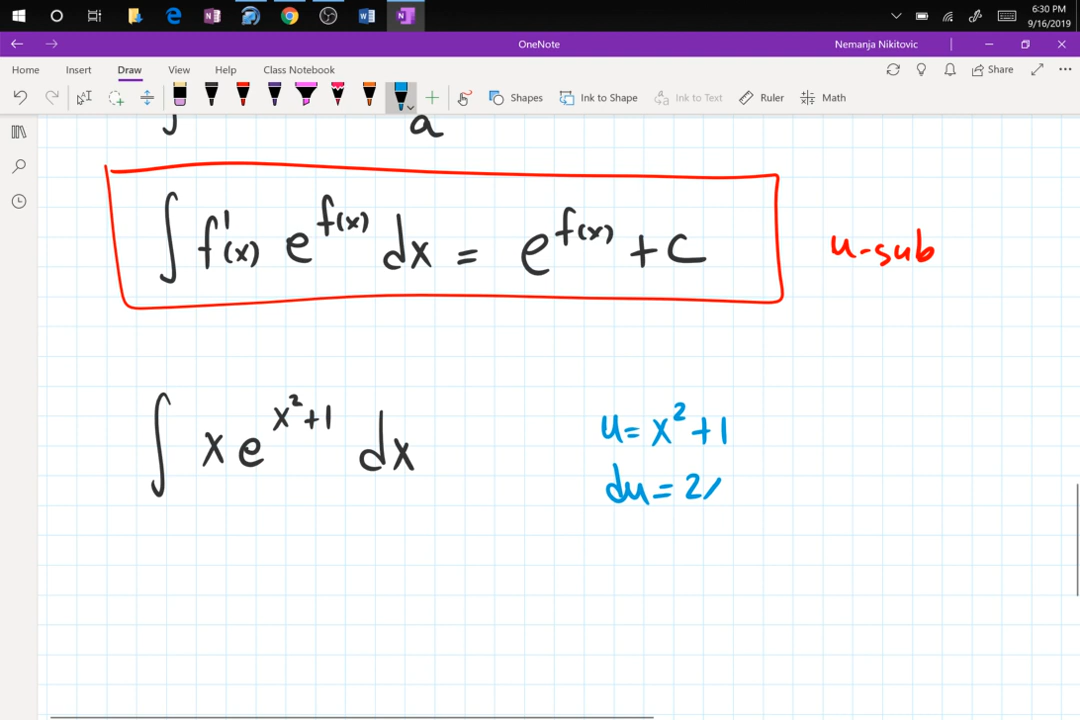 6:30 PM
9/16/2019
OneNote
Nemanja Nikitovic
Home Insert Draw View Help Class Notebook Share
Shapes Ink to Shape Ink to Text Ruler Math
∫ a
∫ f'(x) e^f(x) dx = e^f(x) + c
u-sub
∫ x e^x²+1 dx
u = x² + 1
du = 2